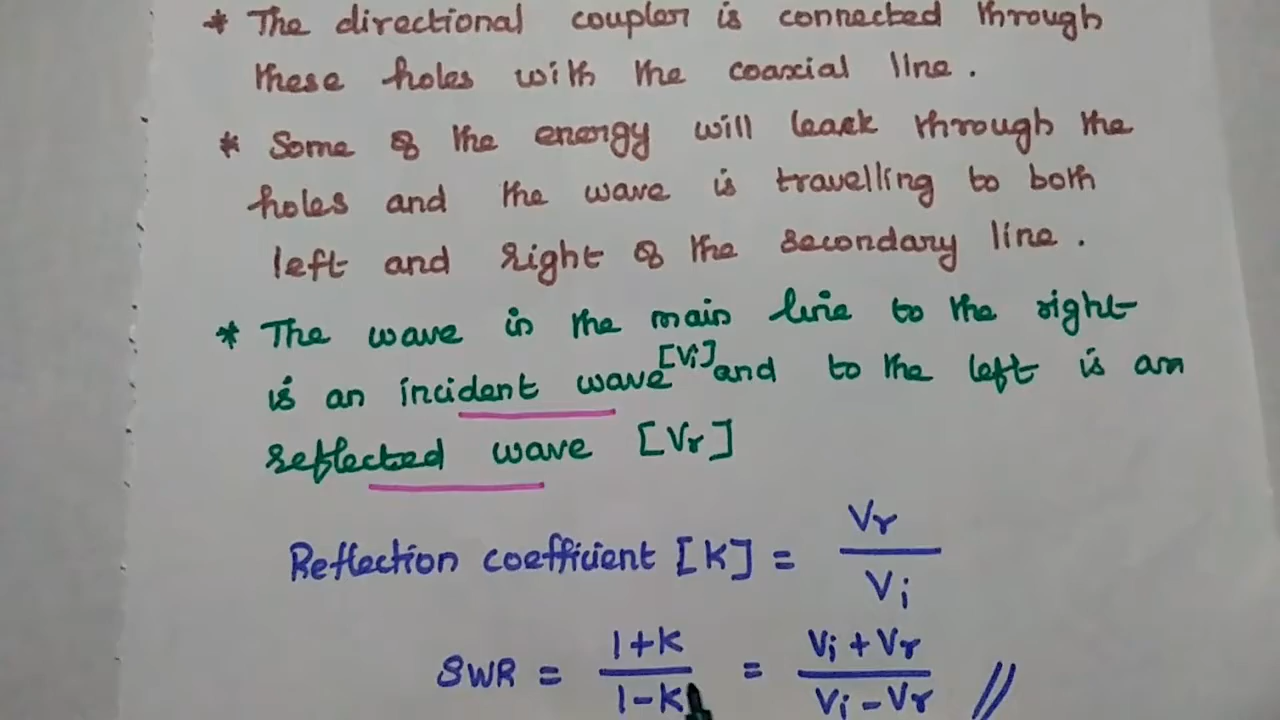 * The directional coupler is connected through
these holes with the coaxial line.
* Some of the energy will leack through the
holes and the wave is travelling to both
left and right of the secondary line.
* The wave in the main line to the right
is an incident wave [Vi] and to the left is an
reflected wave [Vr]
Reflection coefficient [K] = Vr / Vi
SWR = 1+K / 1-K = Vi + Vr / Vi - Vr //